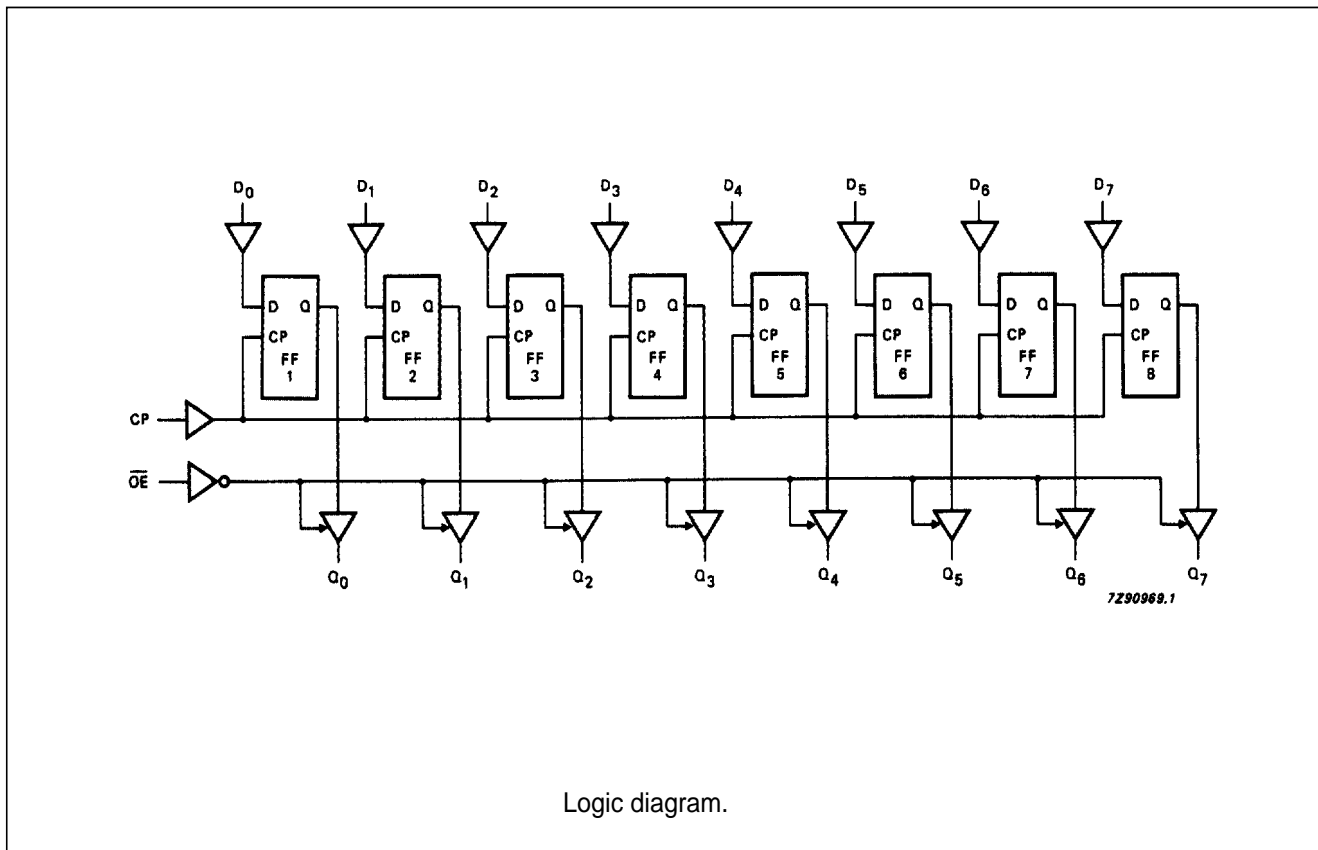 D0 D1 D2 D3 D4 D5 D6 D7
D Q D Q D Q D Q D Q D Q D Q D Q
CP CP CP CP CP CP CP CP
FF FF FF FF FF FF FF FF
1 2 3 4 5 6 7 8
CP
O̅E̅
Q0 Q1 Q2 Q3 Q4 Q5 Q6 Q7
7Z90969.1
Logic diagram.